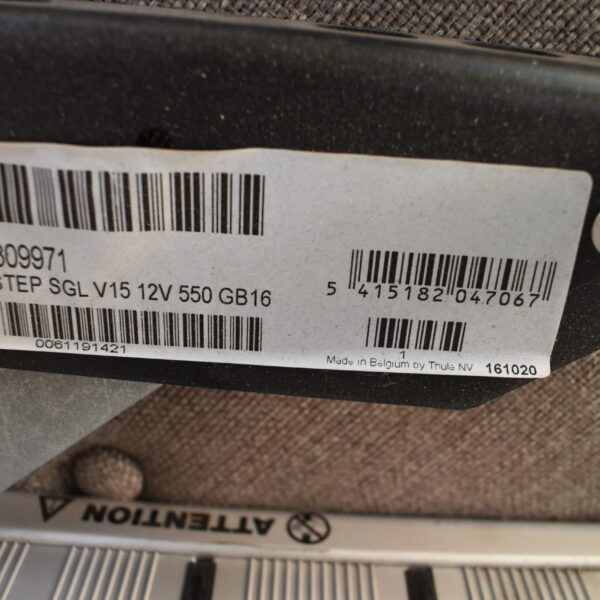 309971
STEP SGL V15 12V 550 GB16
0061191421
5 415182 047067
1
Made in Belgium by Thule NV 161020
ATTENTION